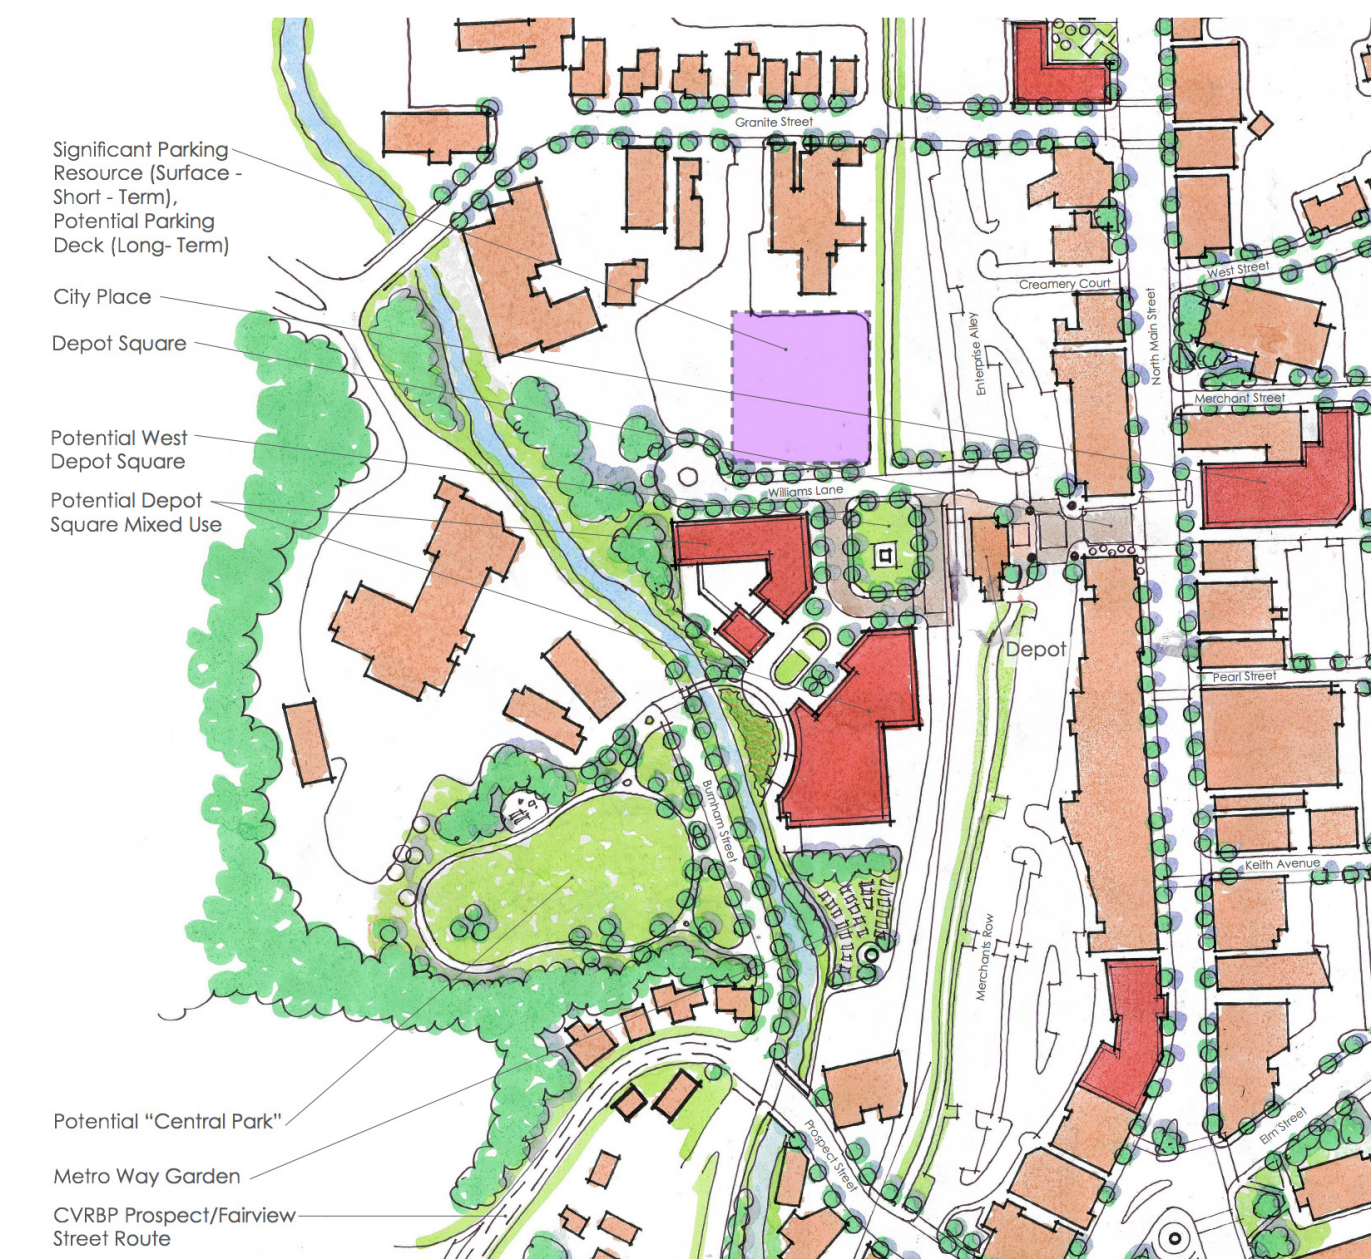 Granite Street
Significant Parking
Resource (Surface -
Short - Term),
Potential Parking
Deck (Long- Term)
West Street
Creamery Court
City Place
North Main Street
Enterprise Alley
Depot Square
Merchant Street
Potential West
Depot Square
Williams Lane
Potential Depot
Square Mixed Use
Depot
Pearl Street
Burnham Street
Keith Avenue
Merchants Row
Potential "Central Park"
Elm Street
Prospect Street
Metro Way Garden
CVRBP Prospect/Fairview
Street Route